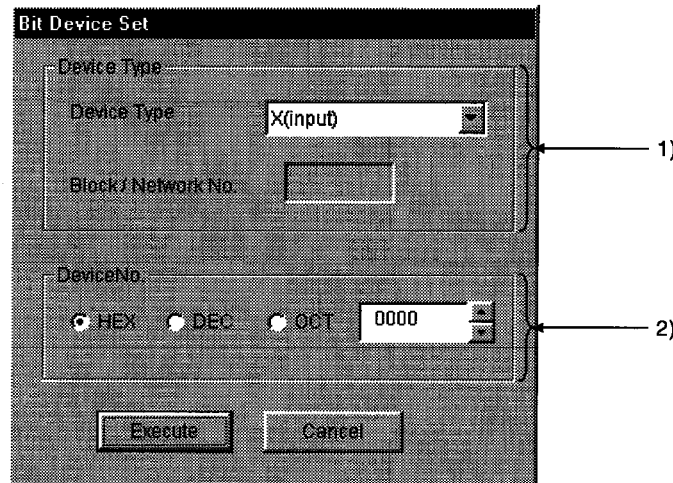 Bit Device Set
Device Type
Device Type X(input)
1)
Block / Network No.
DeviceNo.
HEX DEC OCT 0000
2)
Execute Cancel